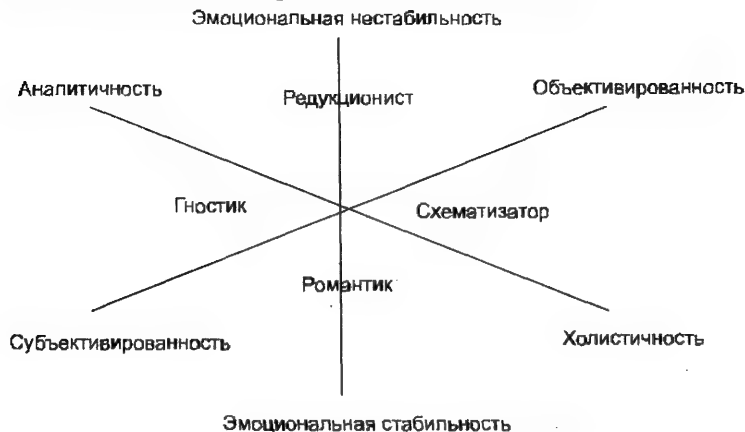 Эмоциональная нестабильность
Аналитичность
Редукционист
Объективированность
Гностик
Схематизатор
Романтик
Субъективированность
Холистичность
Эмоциональная стабильность